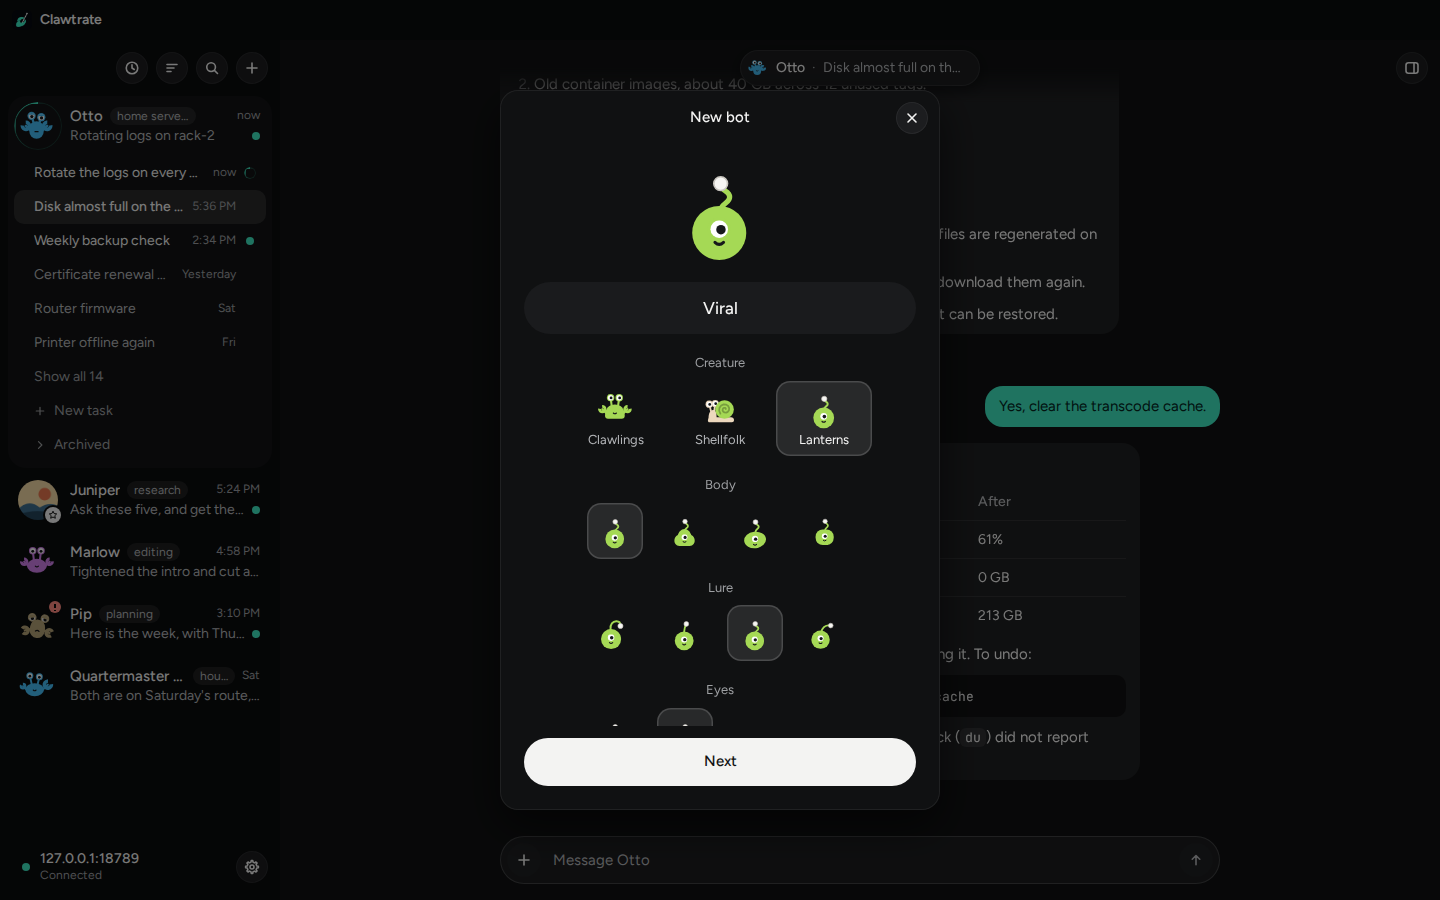 Clawtrate
Otto
home serve...
now
Rotating logs on rack-2
Rotate the logs on every ...
now
Disk almost full on the ...
5:36 PM
Weekly backup check
2:34 PM
Certificate renewal ...
Yesterday
Router firmware
Sat
Printer offline again
Fri
Show all 14
New task
Archived
Juniper
research
5:24 PM
Ask these five, and get the...
Marlow
editing
4:58 PM
Tightened the intro and cut a...
Pip
planning
3:10 PM
Here is the week, with Thu...
Quartermaster ...
hou...
Sat
Both are on Saturday's route,...
127.0.0.1:18789
Connected
Otto · Disk almost full on th...
2. Old container images, about 40 GB across 12 unused tags.
files are regenerated on
download them again.
t can be restored.
Yes, clear the transcode cache.
After
61%
0 GB
213 GB
ng it. To undo:
cache
ck ( du ) did not report
Message Otto
New bot
Viral
Creature
Clawlings
Shellfolk
Lanterns
Body
Lure
Eyes
Next